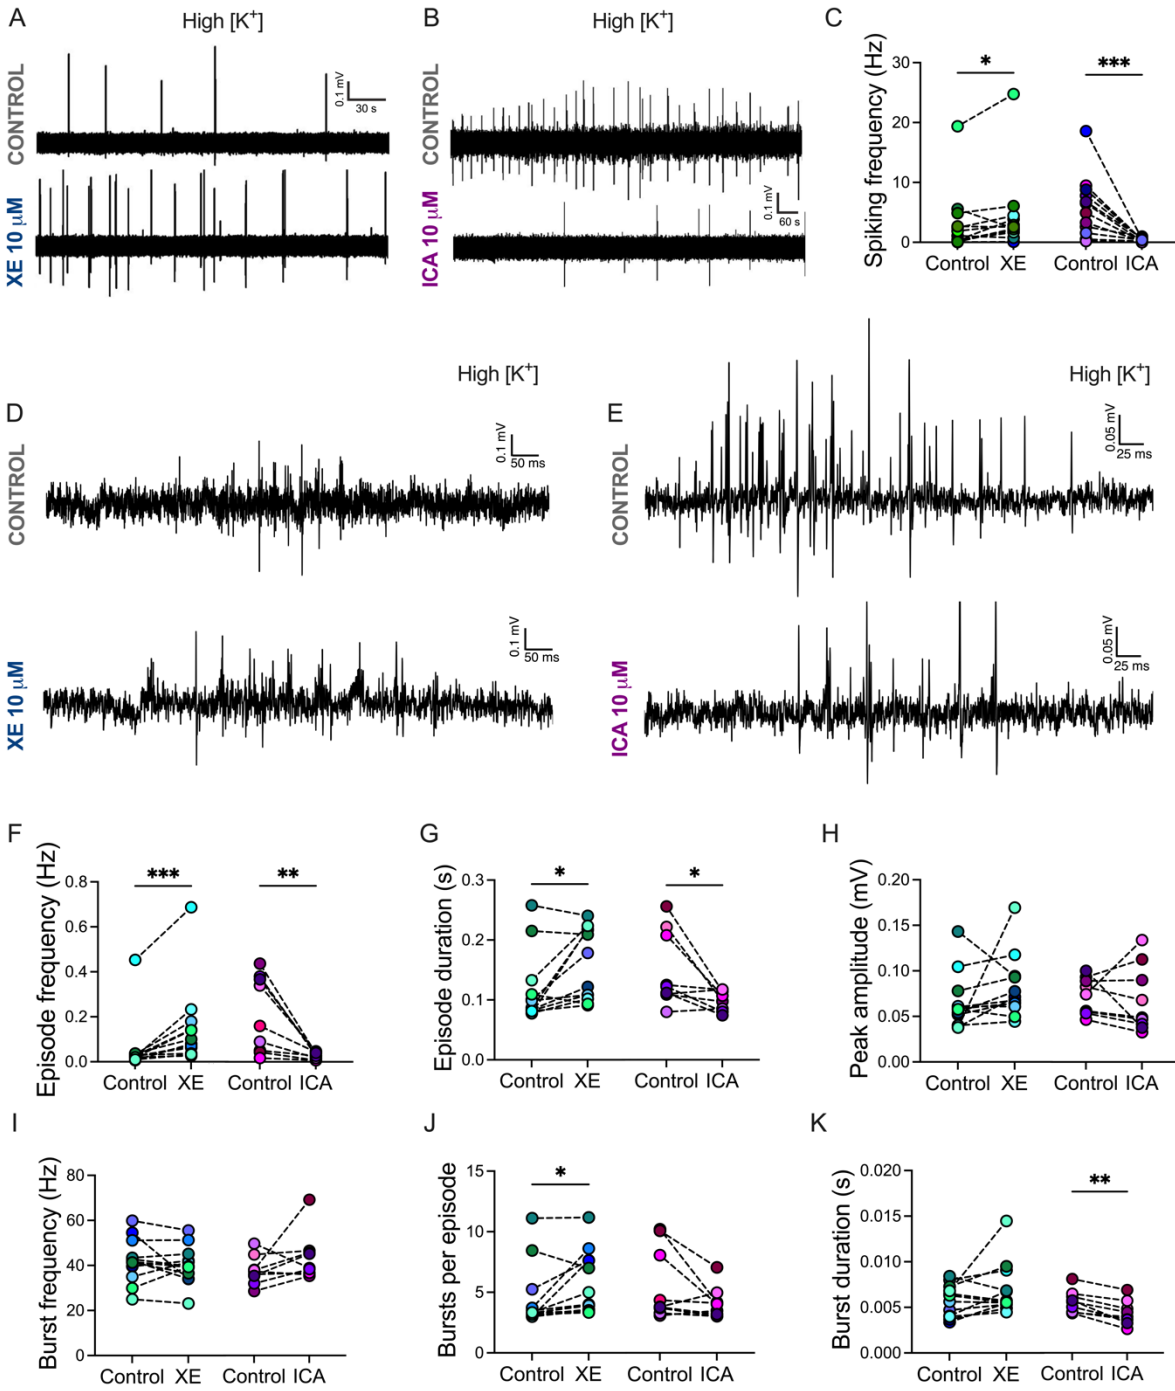 A
High [K+]
CONTROL
0.1 mV
30 s
XE 10 µM
B
High [K+]
CONTROL
0.1 mV
60 s
ICA 10 µM
C
Spiking frequency (Hz)
30
20
10
0
*
***
Control XE Control ICA
D
High [K+]
CONTROL
0.1 mV
50 ms
XE 10 µM
0.1 mV
50 ms
E
High [K+]
CONTROL
0.05 mV
25 ms
ICA 10 µM
0.05 mV
25 ms
F
Episode frequency (Hz)
0.8
0.6
0.4
0.2
0.0
***
**
Control XE Control ICA
G
Episode duration (s)
0.3
0.2
0.1
0.0
*
*
Control XE Control ICA
H
Peak amplitude (mV)
0.20
0.15
0.10
0.05
0.00
Control XE Control ICA
I
Burst frequency (Hz)
80
60
40
20
0
Control XE Control ICA
J
Bursts per episode
15
10
5
0
*
Control XE Control ICA
K
Burst duration (s)
0.020
0.015
0.010
0.005
0.000
**
Control XE Control ICA